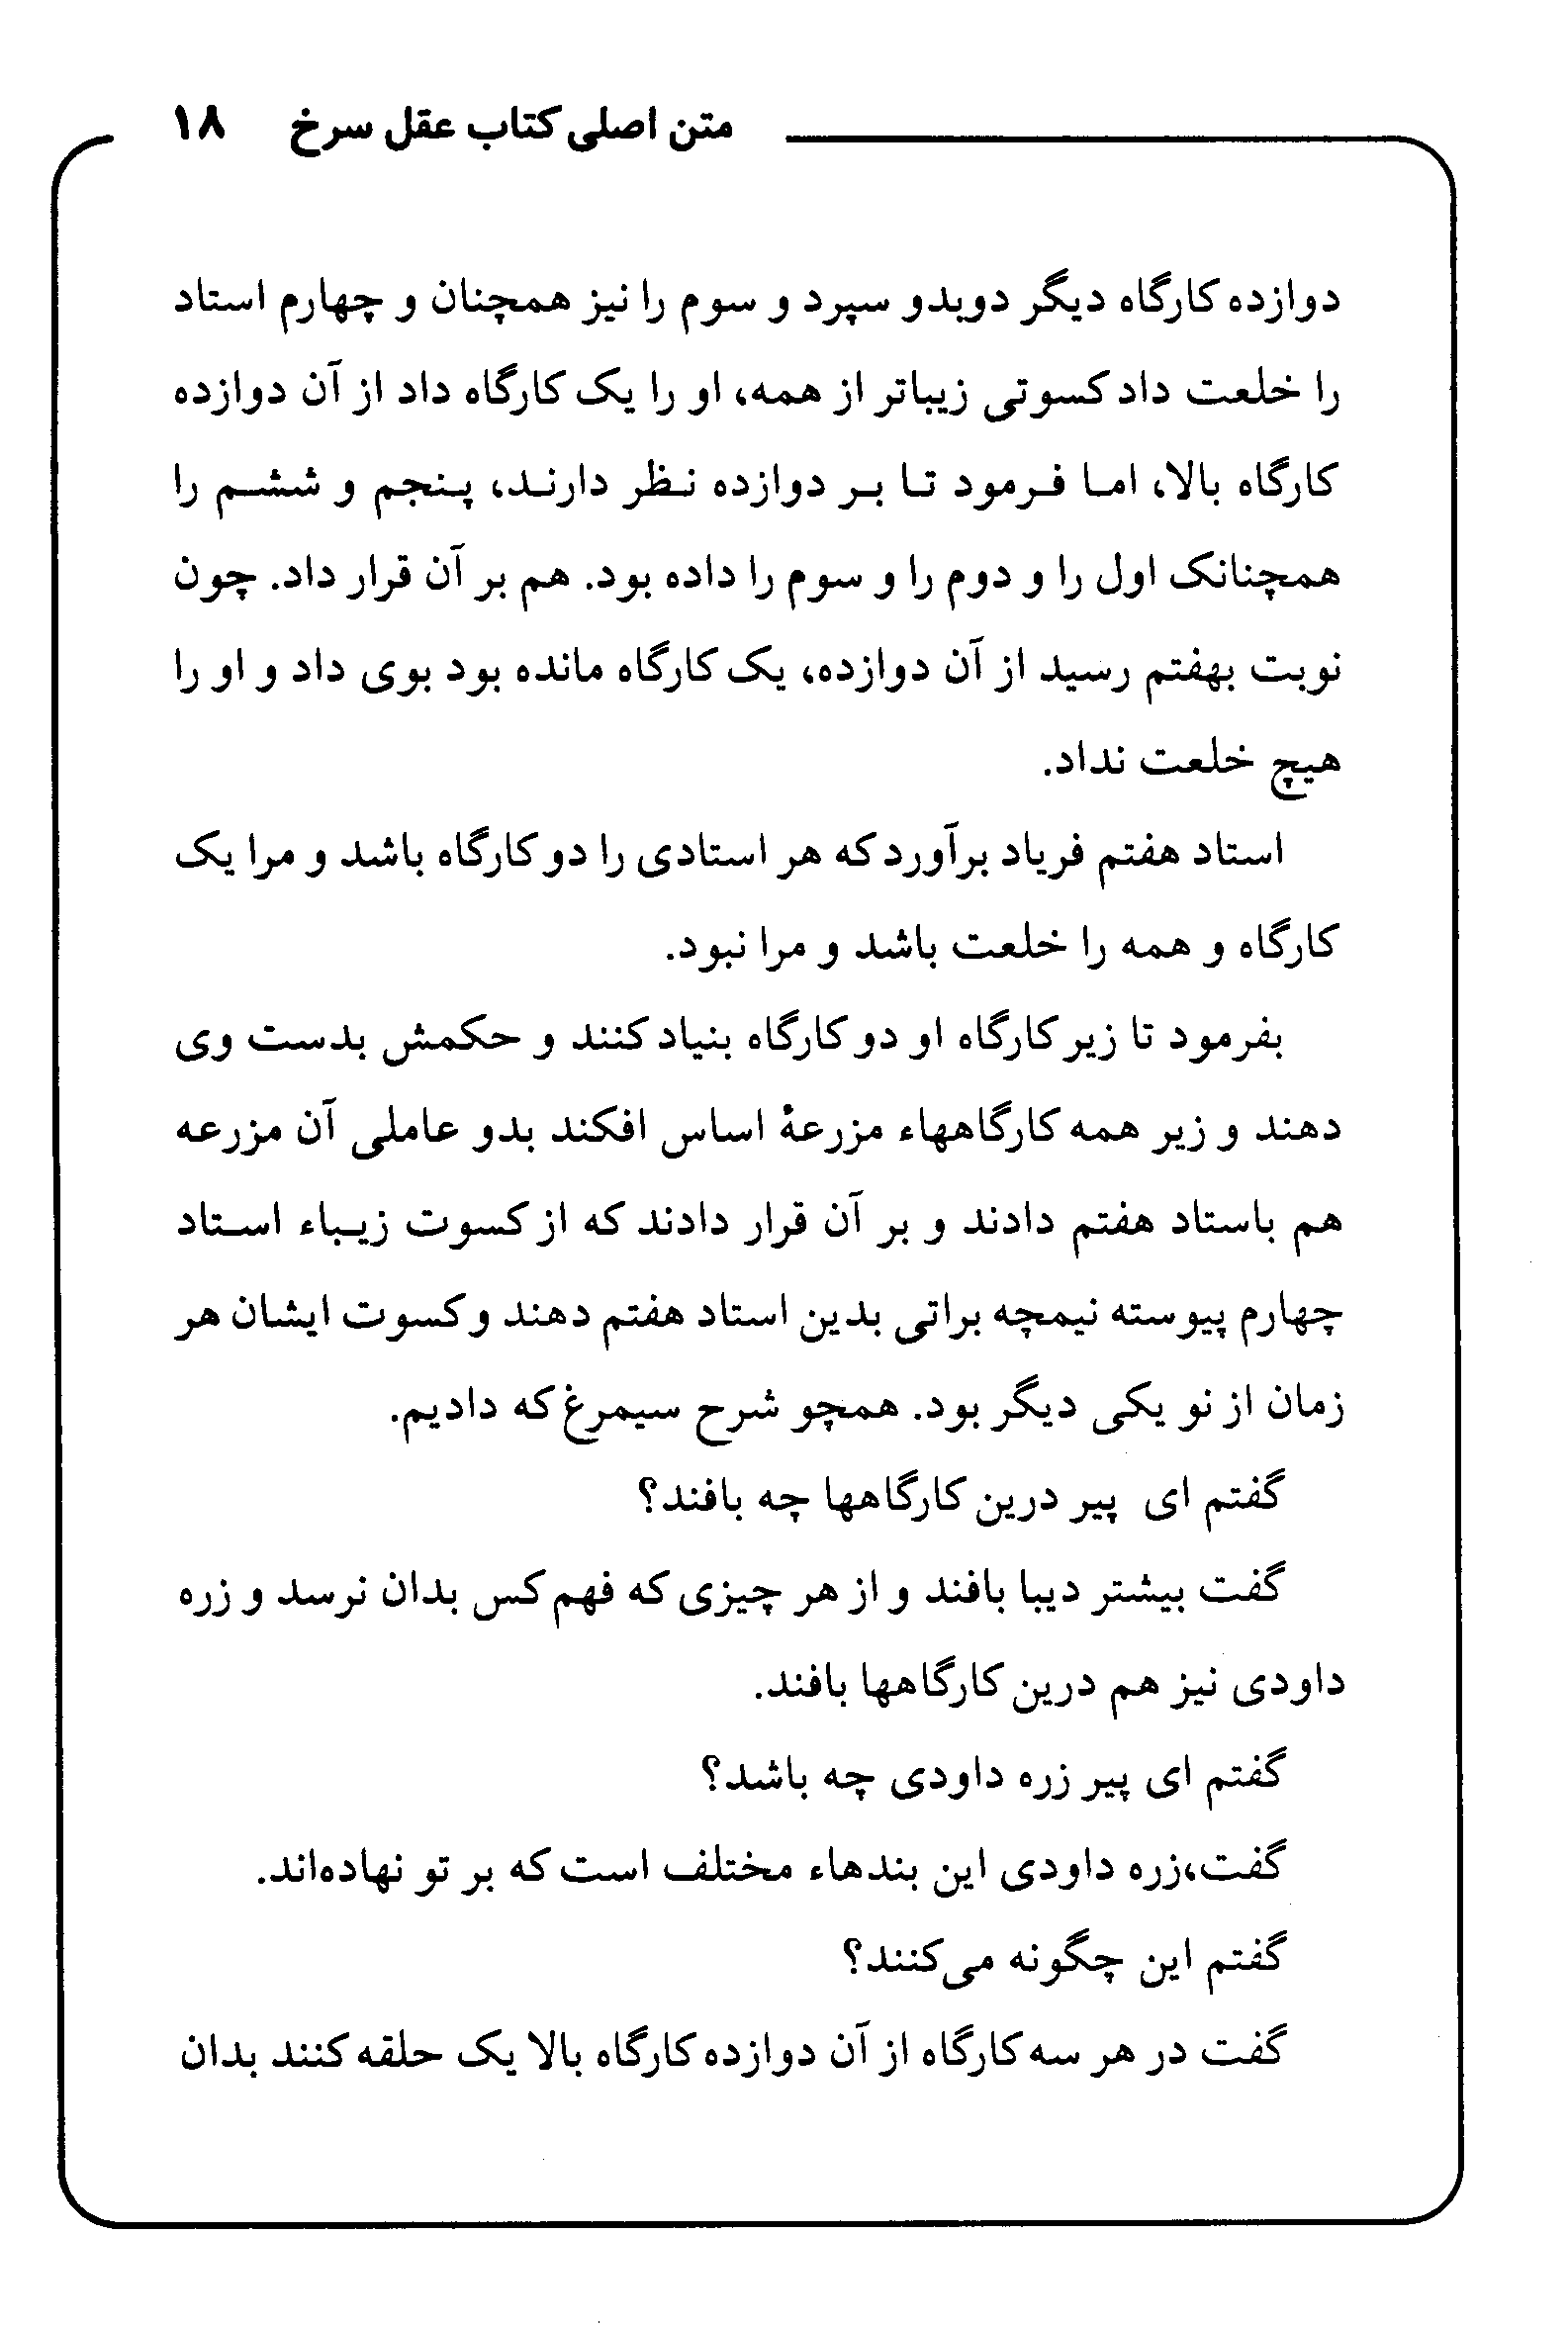 متن اصلی کتاب عقل سرخ ۱۸
دوازده کارگاه دیگر دوبدو سپرد و سوم را نیز همچنان و چهارم استاد
را خلعت داد کسوتی زیباتر از همه، او را یک کارگاه داد از آن دوازده
کارگاه بالا، اما فرمود تا بر دوازده نظر دارند، پنجم و ششم را
همچنانک اول را و دوم را و سوم را داده بود. هم بر آن قرار داد. چون
نوبت بهفتم رسید از آن دوازده، یک کارگاه مانده بود بوی داد و او را
هیچ خلعت نداد.
استاد هفتم فریاد برآورد که هر استادی را دو کارگاه باشد و مرا یک
کارگاه و همه را خلعت باشد و مرا نبود.
بفرمود تا زیر کارگاه او دو کارگاه بنیاد کنند و حکمش بدست وی
دهند و زیر همه کارگاههاء مزرعهٔ اساس افکند بدو عاملی آن مزرعه
هم باستاد هفتم دادند و بر آن قرار دادند که از کسوت زیباء استاد
چهارم پیوسته نیمچه براتی بدین استاد هفتم دهند و کسوت ایشان هر
زمان از نو یکی دیگر بود. همچو شرح سیمرغ که دادیم.
گفتم ای پیر درین کارگاهها چه بافند؟
گفت بیشتر دیبا بافند و از هر چیزی که فهم کس بدان نرسد و زره
داودی نیز هم درین کارگاهها بافند.
گفتم ای پیر زره داودی چه باشد؟
گفت،زره داودی این بندهاء مختلف است که بر تو نهاده‌اند.
گفتم این چگونه می‌کنند؟
گفت در هر سه کارگاه از آن دوازده کارگاه بالا یک حلقه کنند بدان